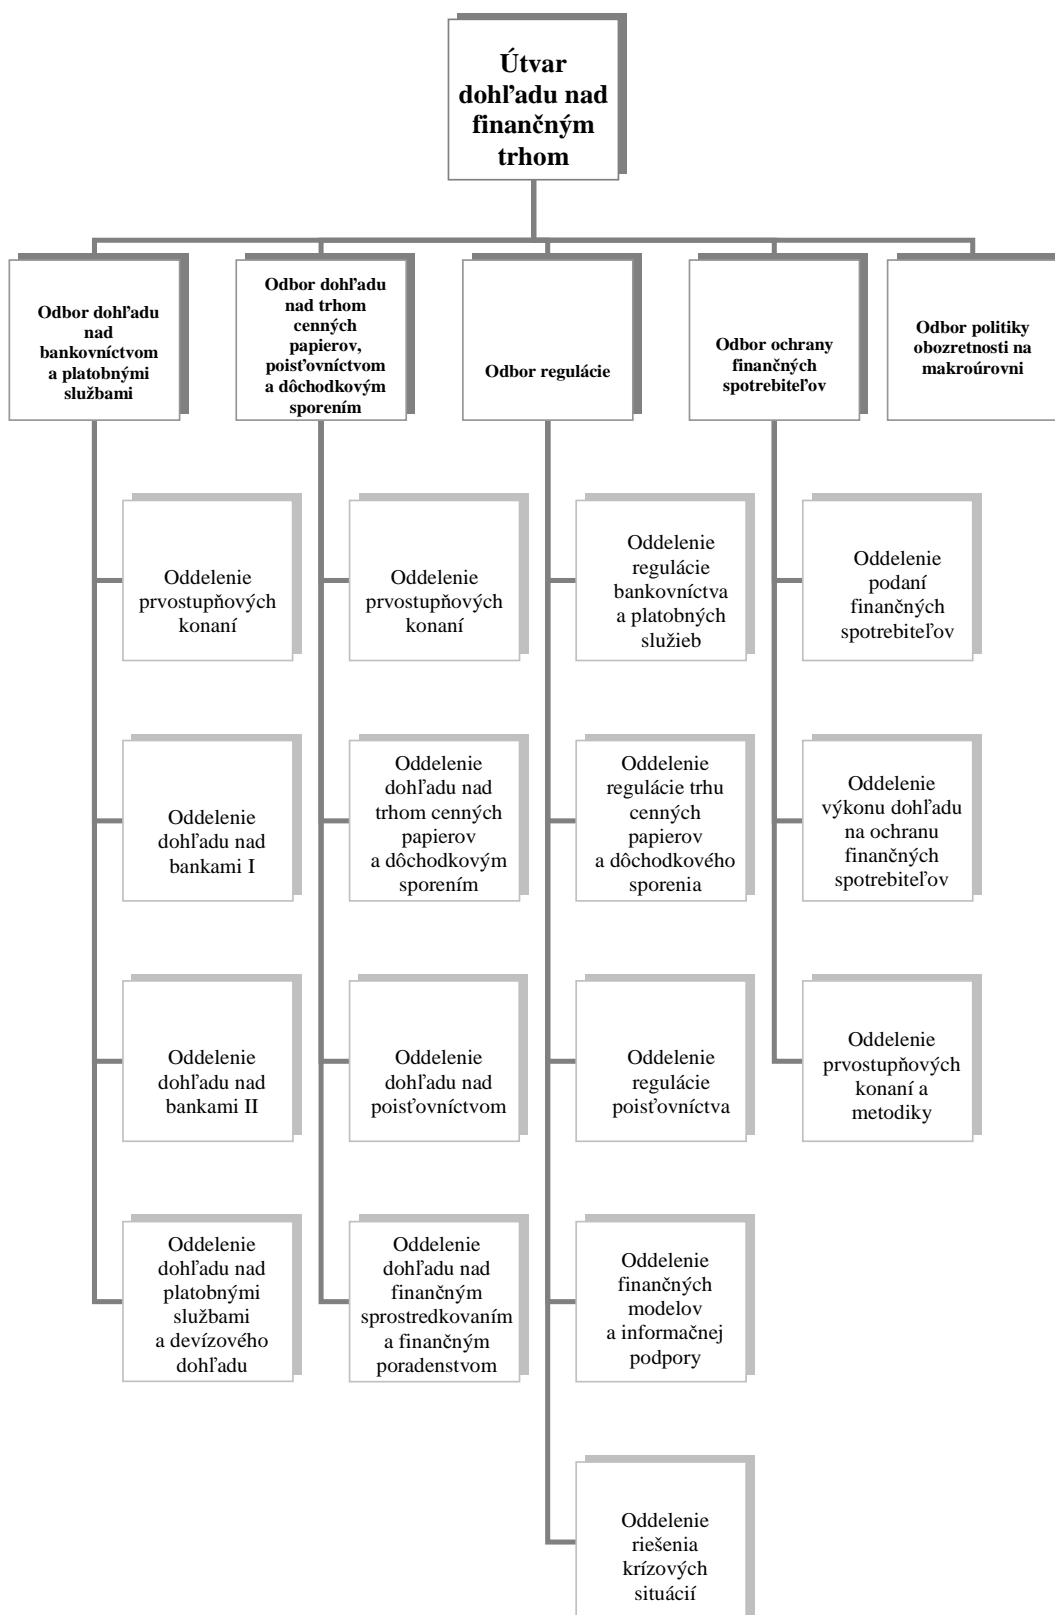 Útvar
dohľadu nad
finančným
trhom
Odbor dohľadu
nad
bankovníctvom
a platobnými
službami
Odbor dohľadu
nad trhom
cenných
papierov,
poisťovníctvom
a dôchodkovým
sporením
Odbor regulácie
Odbor ochrany
finančných
spotrebiteľov
Odbor politiky
obozretnosti na
makroúrovni
Oddelenie
prvostupňových
konaní
Oddelenie
prvostupňových
konaní
Oddelenie
regulácie
bankovníctva
a platobných
služieb
Oddelenie
podaní
finančných
spotrebiteľov
Oddelenie
dohľadu nad
bankami I
Oddelenie
dohľadu nad
trhom cenných
papierov
a dôchodkovým
sporením
Oddelenie
regulácie trhu
cenných
papierov
a dôchodkového
sporenia
Oddelenie
výkonu dohľadu
na ochranu
finančných
spotrebiteľov
Oddelenie
dohľadu nad
bankami II
Oddelenie
dohľadu nad
poisťovníctvom
Oddelenie
regulácie
poisťovníctva
Oddelenie
prvostupňových
konaní a
metodiky
Oddelenie
dohľadu nad
platobnými
službami
a devízového
dohľadu
Oddelenie
dohľadu nad
finančným
sprostredkovaním
a finančným
poradenstvom
Oddelenie
finančných
modelov
a informačnej
podpory
Oddelenie
riešenia
krízových
situácií